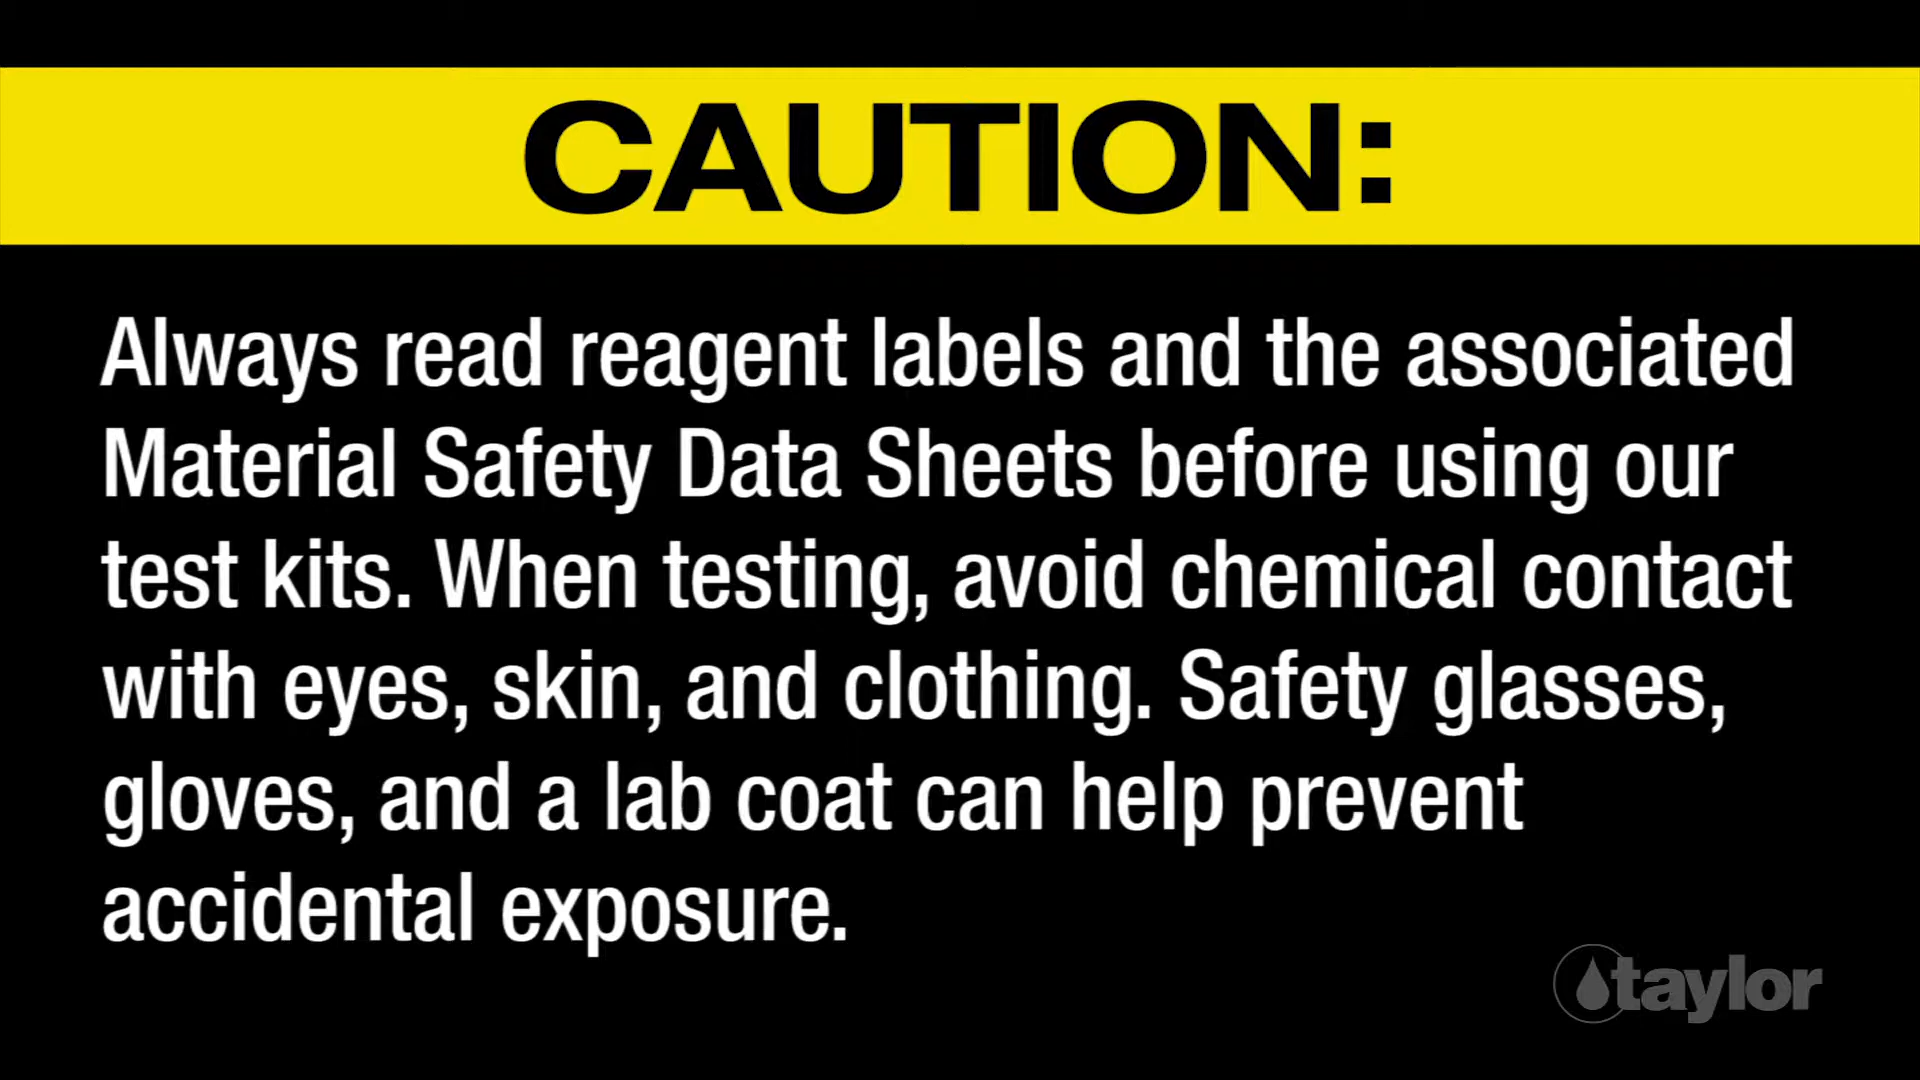 CAUTION:
Always read reagent labels and the associated
Material Safety Data Sheets before using our
test kits. When testing, avoid chemical contact
with eyes, skin, and clothing. Safety glasses,
gloves, and a lab coat can help prevent
accidental exposure.
taylor